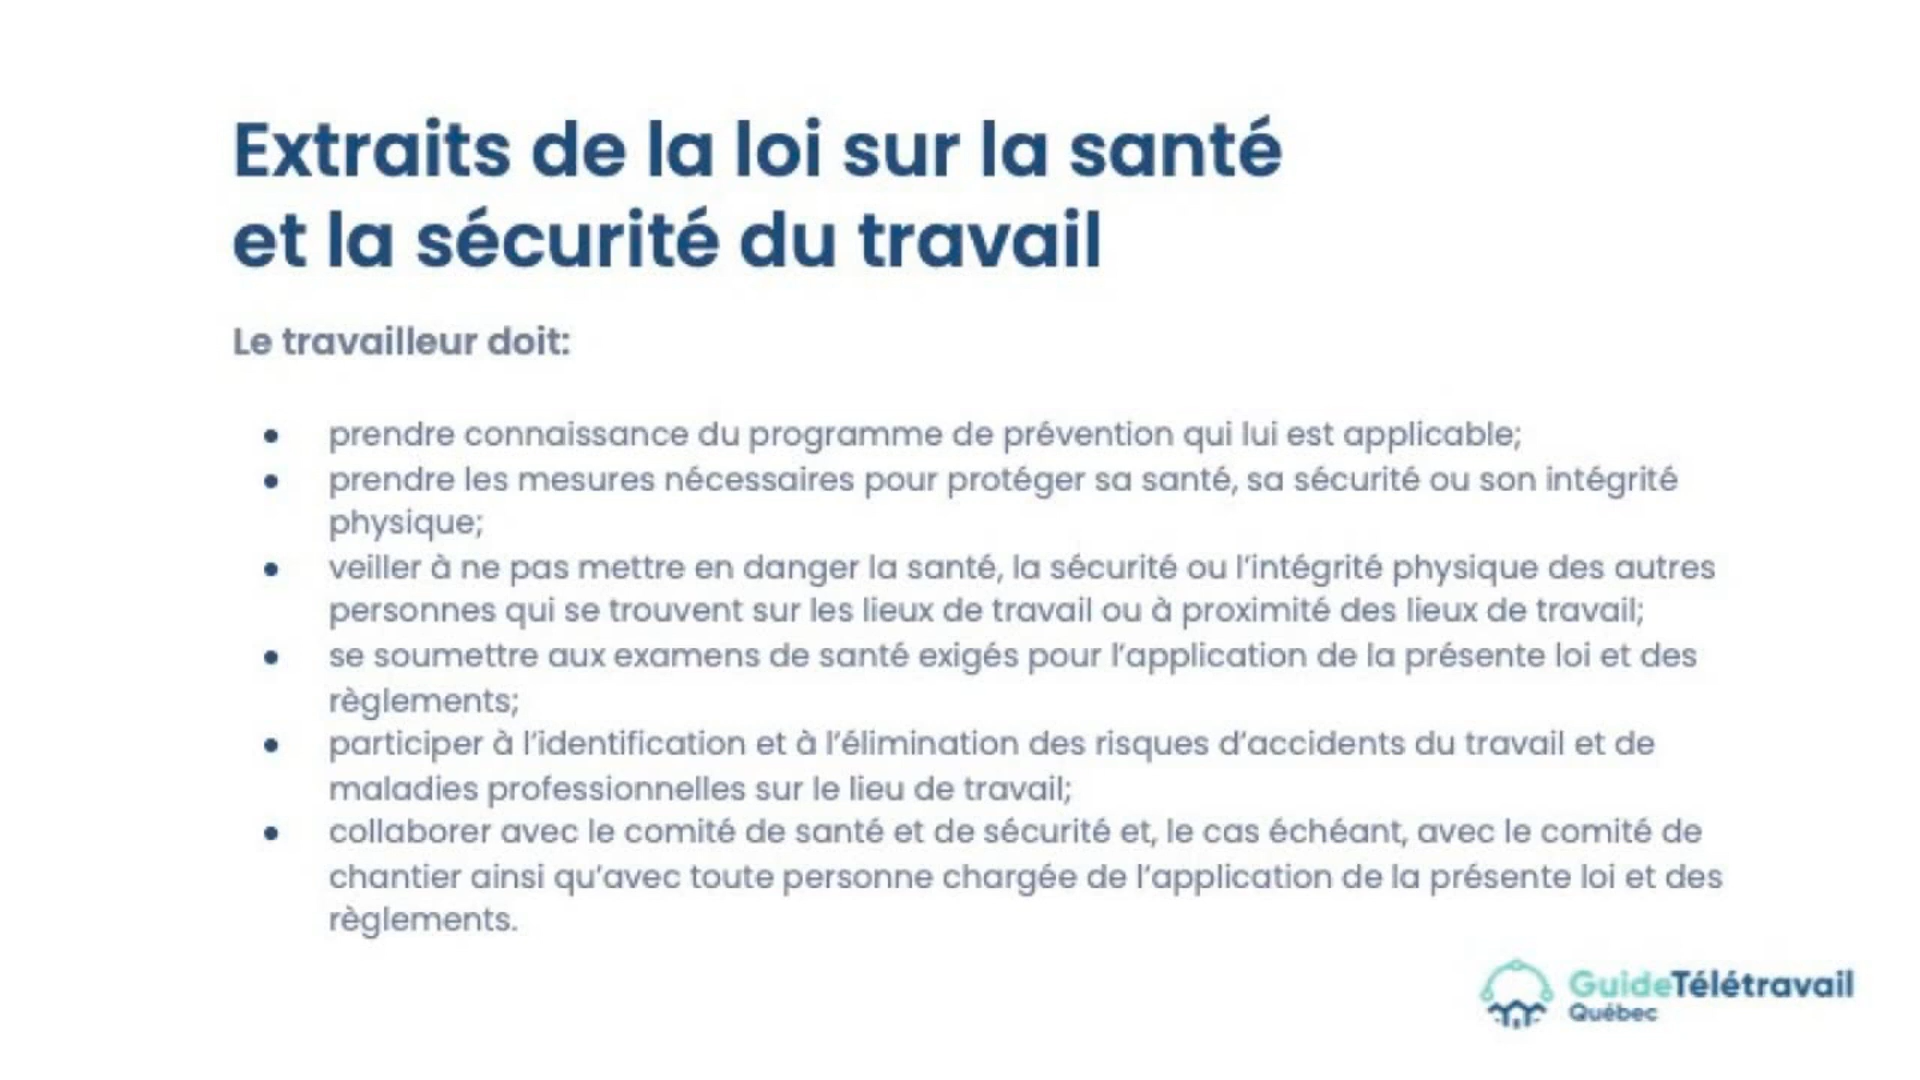 Extraits de la loi sur la santé
et la sécurité du travail
Le travailleur doit:
• prendre connaissance du programme de prévention qui lui est applicable;
• prendre les mesures nécessaires pour protéger sa santé, sa sécurité ou son intégrité
physique;
• veiller à ne pas mettre en danger la santé, la sécurité ou l'intégrité physique des autres
personnes qui se trouvent sur les lieux de travail ou à proximité des lieux de travail;
• se soumettre aux examens de santé exigés pour l'application de la présente loi et des
règlements;
• participer à l'identification et à l'élimination des risques d'accidents du travail et de
maladies professionnelles sur le lieu de travail;
• collaborer avec le comité de santé et de sécurité et, le cas échéant, avec le comité de
chantier ainsi qu'avec toute personne chargée de l'application de la présente loi et des
règlements.
GuideTélétravail
Québec